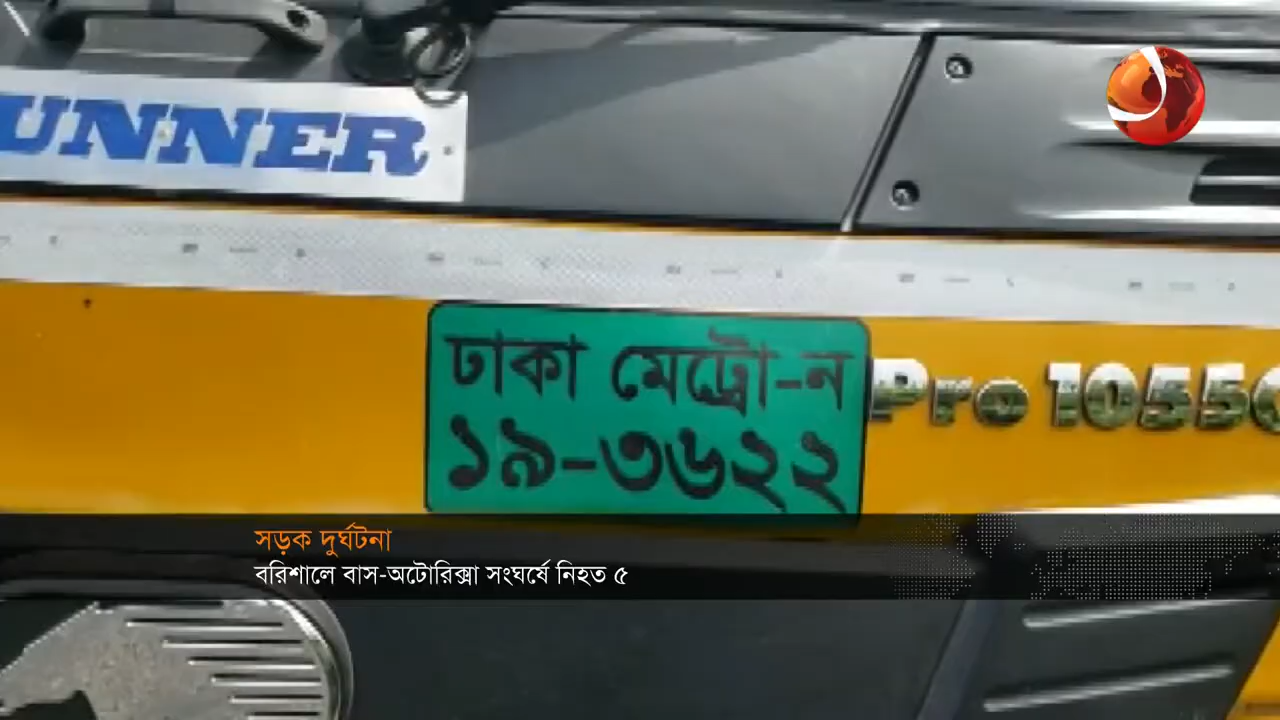 UNNER
ঢাকা মেট্রো-ন
১৯-৩৬২২
Pro 1055
সড়ক দুর্ঘটনা
বরিশালে বাস-অটোরিক্সা সংঘর্ষে নিহত ৫